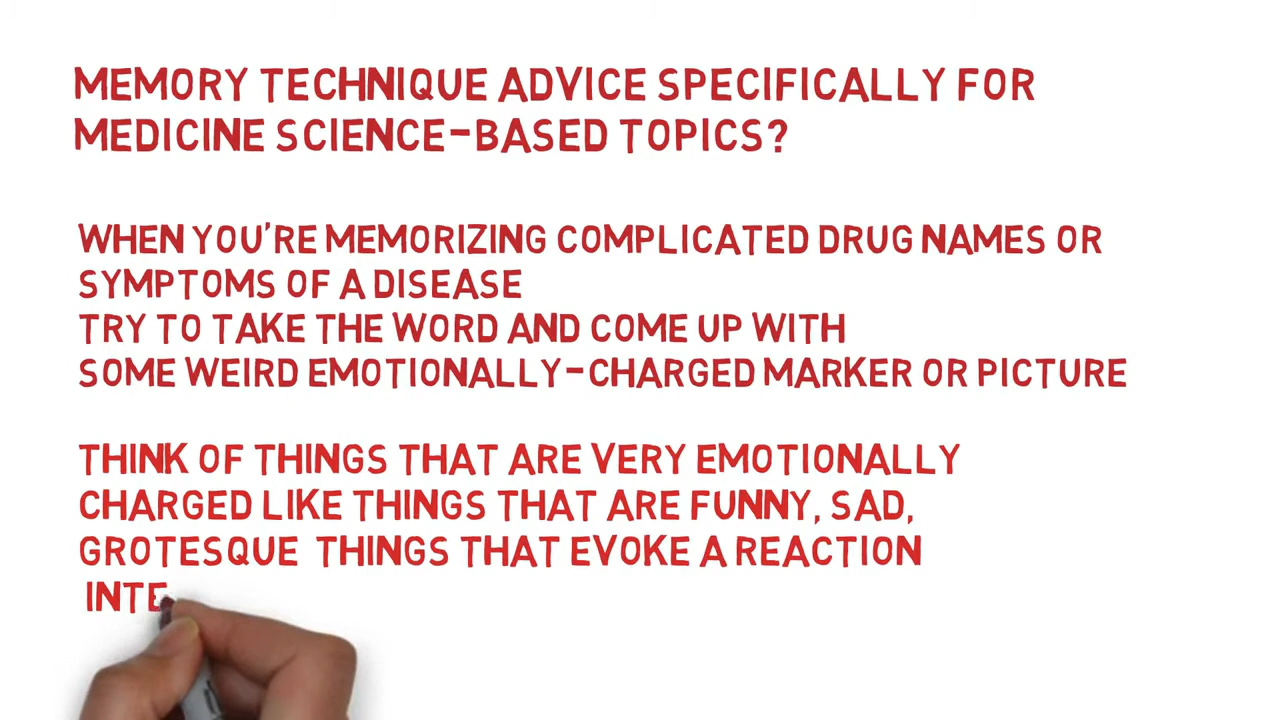 MEMORY TECHNIQUE ADVICE SPECIFICALLY FOR
MEDICINE SCIENCE-BASED TOPICS?
WHEN YOU'RE MEMORIZING COMPLICATED DRUG NAMES OR
SYMPTOMS OF A DISEASE
TRY TO TAKE THE WORD AND COME UP WITH
SOME WEIRD EMOTIONALLY-CHARGED MARKER OR PICTURE
THINK OF THINGS THAT ARE VERY EMOTIONALLY
CHARGED LIKE THINGS THAT ARE FUNNY, SAD,
GROTESQUE THINGS THAT EVOKE A REACTION
INTE